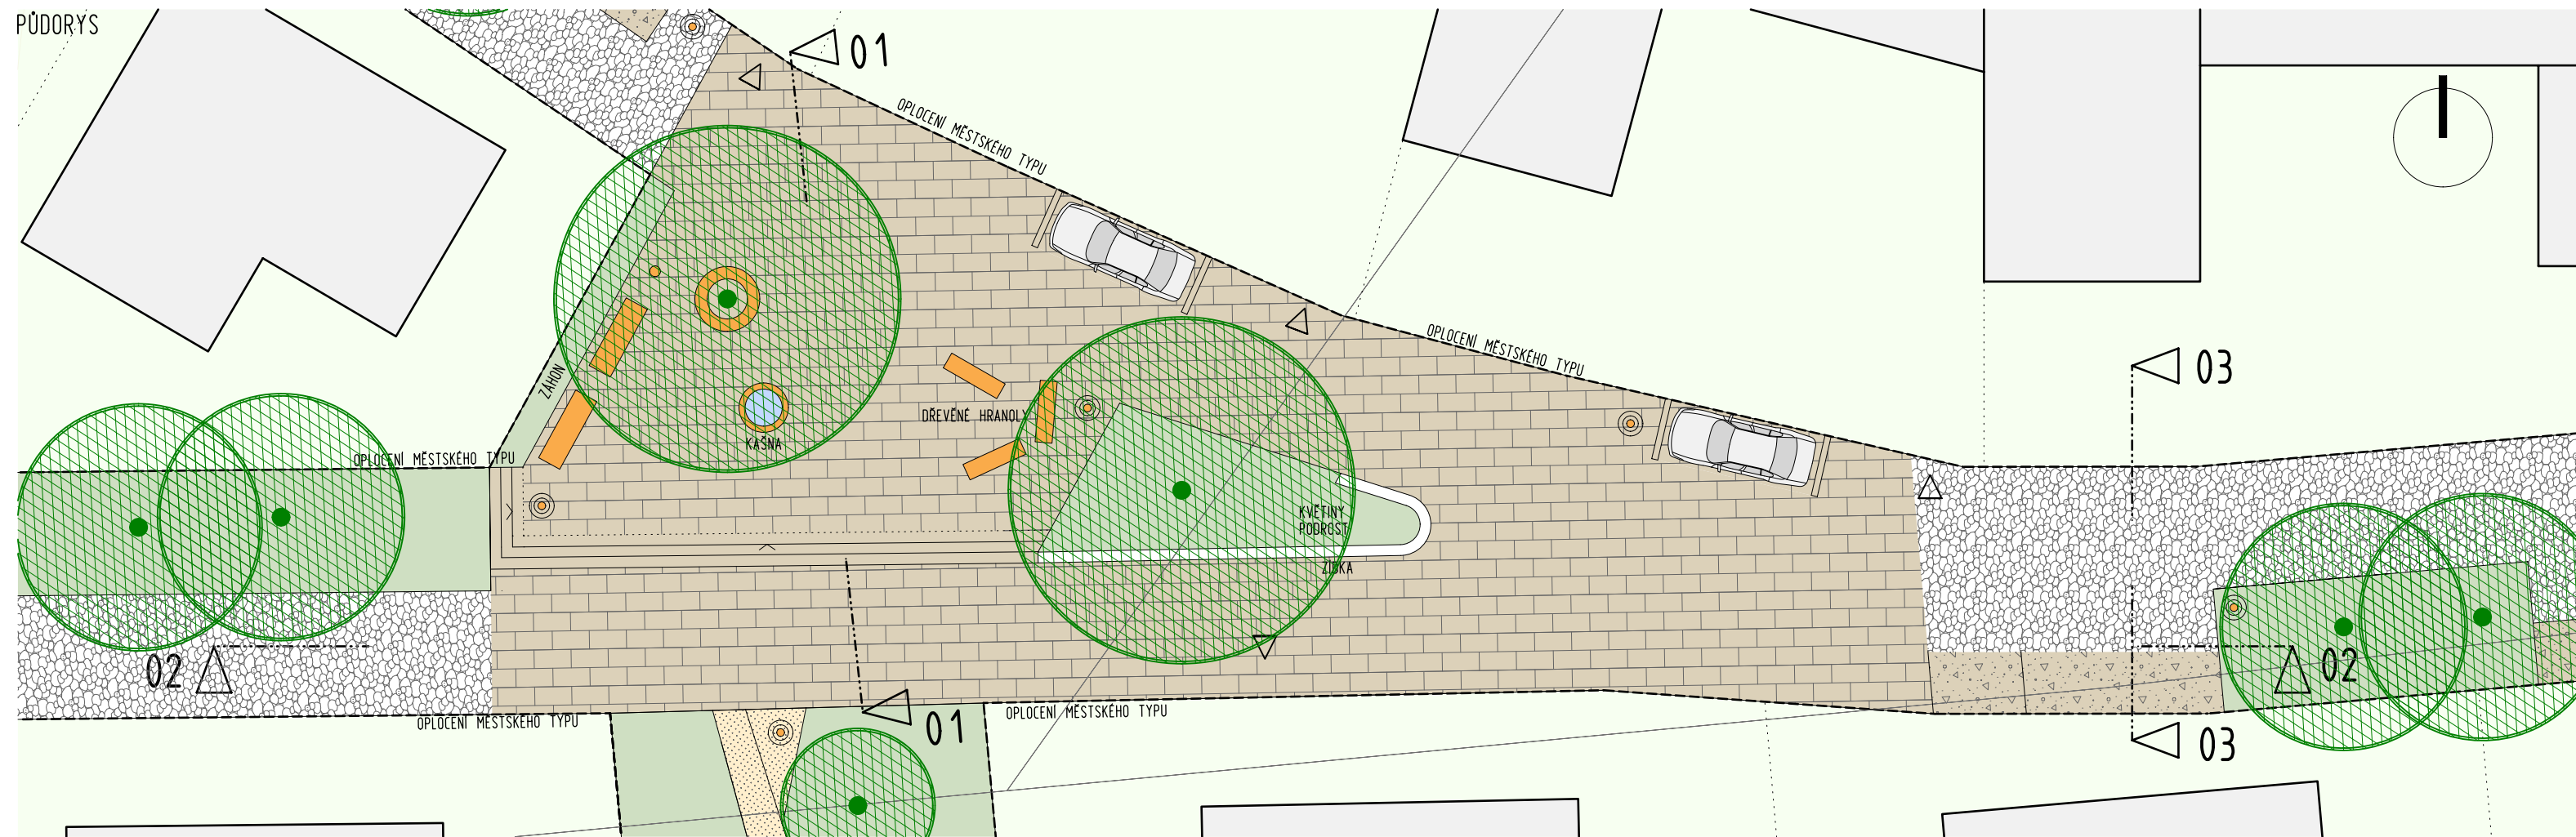 PŮDORYS
01
OPLOCENÍ MĚSTSKÉHO TYPU
OPLOCENÍ MĚSTSKÉHO TYPU
03
ZÁHON
DŘEVĚNÉ HRANOLY
KAŠNA
OPLOCENÍ MĚSTSKÉHO TYPU
KVĚTINY
PODROST
ZÍDKA
02
02
OPLOCENÍ MĚSTSKÉHO TYPU
01
OPLOCENÍ MĚSTSKÉHO TYPU
03